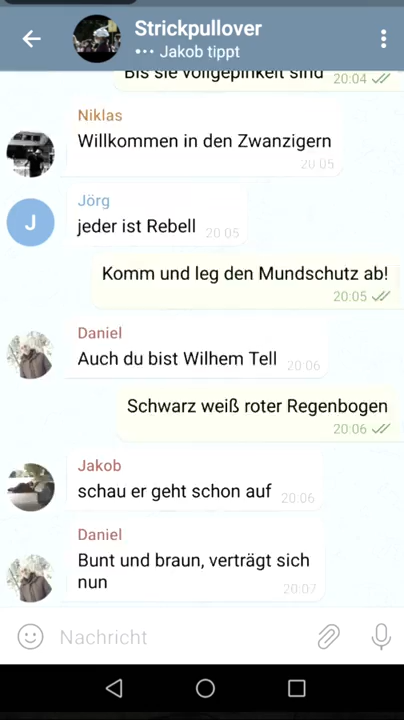 Strickpullover
Jakob tippt
Bis sie vollgepinkelt sind
20:04
Niklas
Willkommen in den Zwanzigern
20:05
J
Jörg
jeder ist Rebell
20:05
Komm und leg den Mundschutz ab!
20:05
Daniel
Auch du bist Wilhem Tell
20:06
Schwarz weiß roter Regenbogen
20:06
Jakob
schau er geht schon auf
20:06
Daniel
Bunt und braun, verträgt sich
nun
20:07
Nachricht